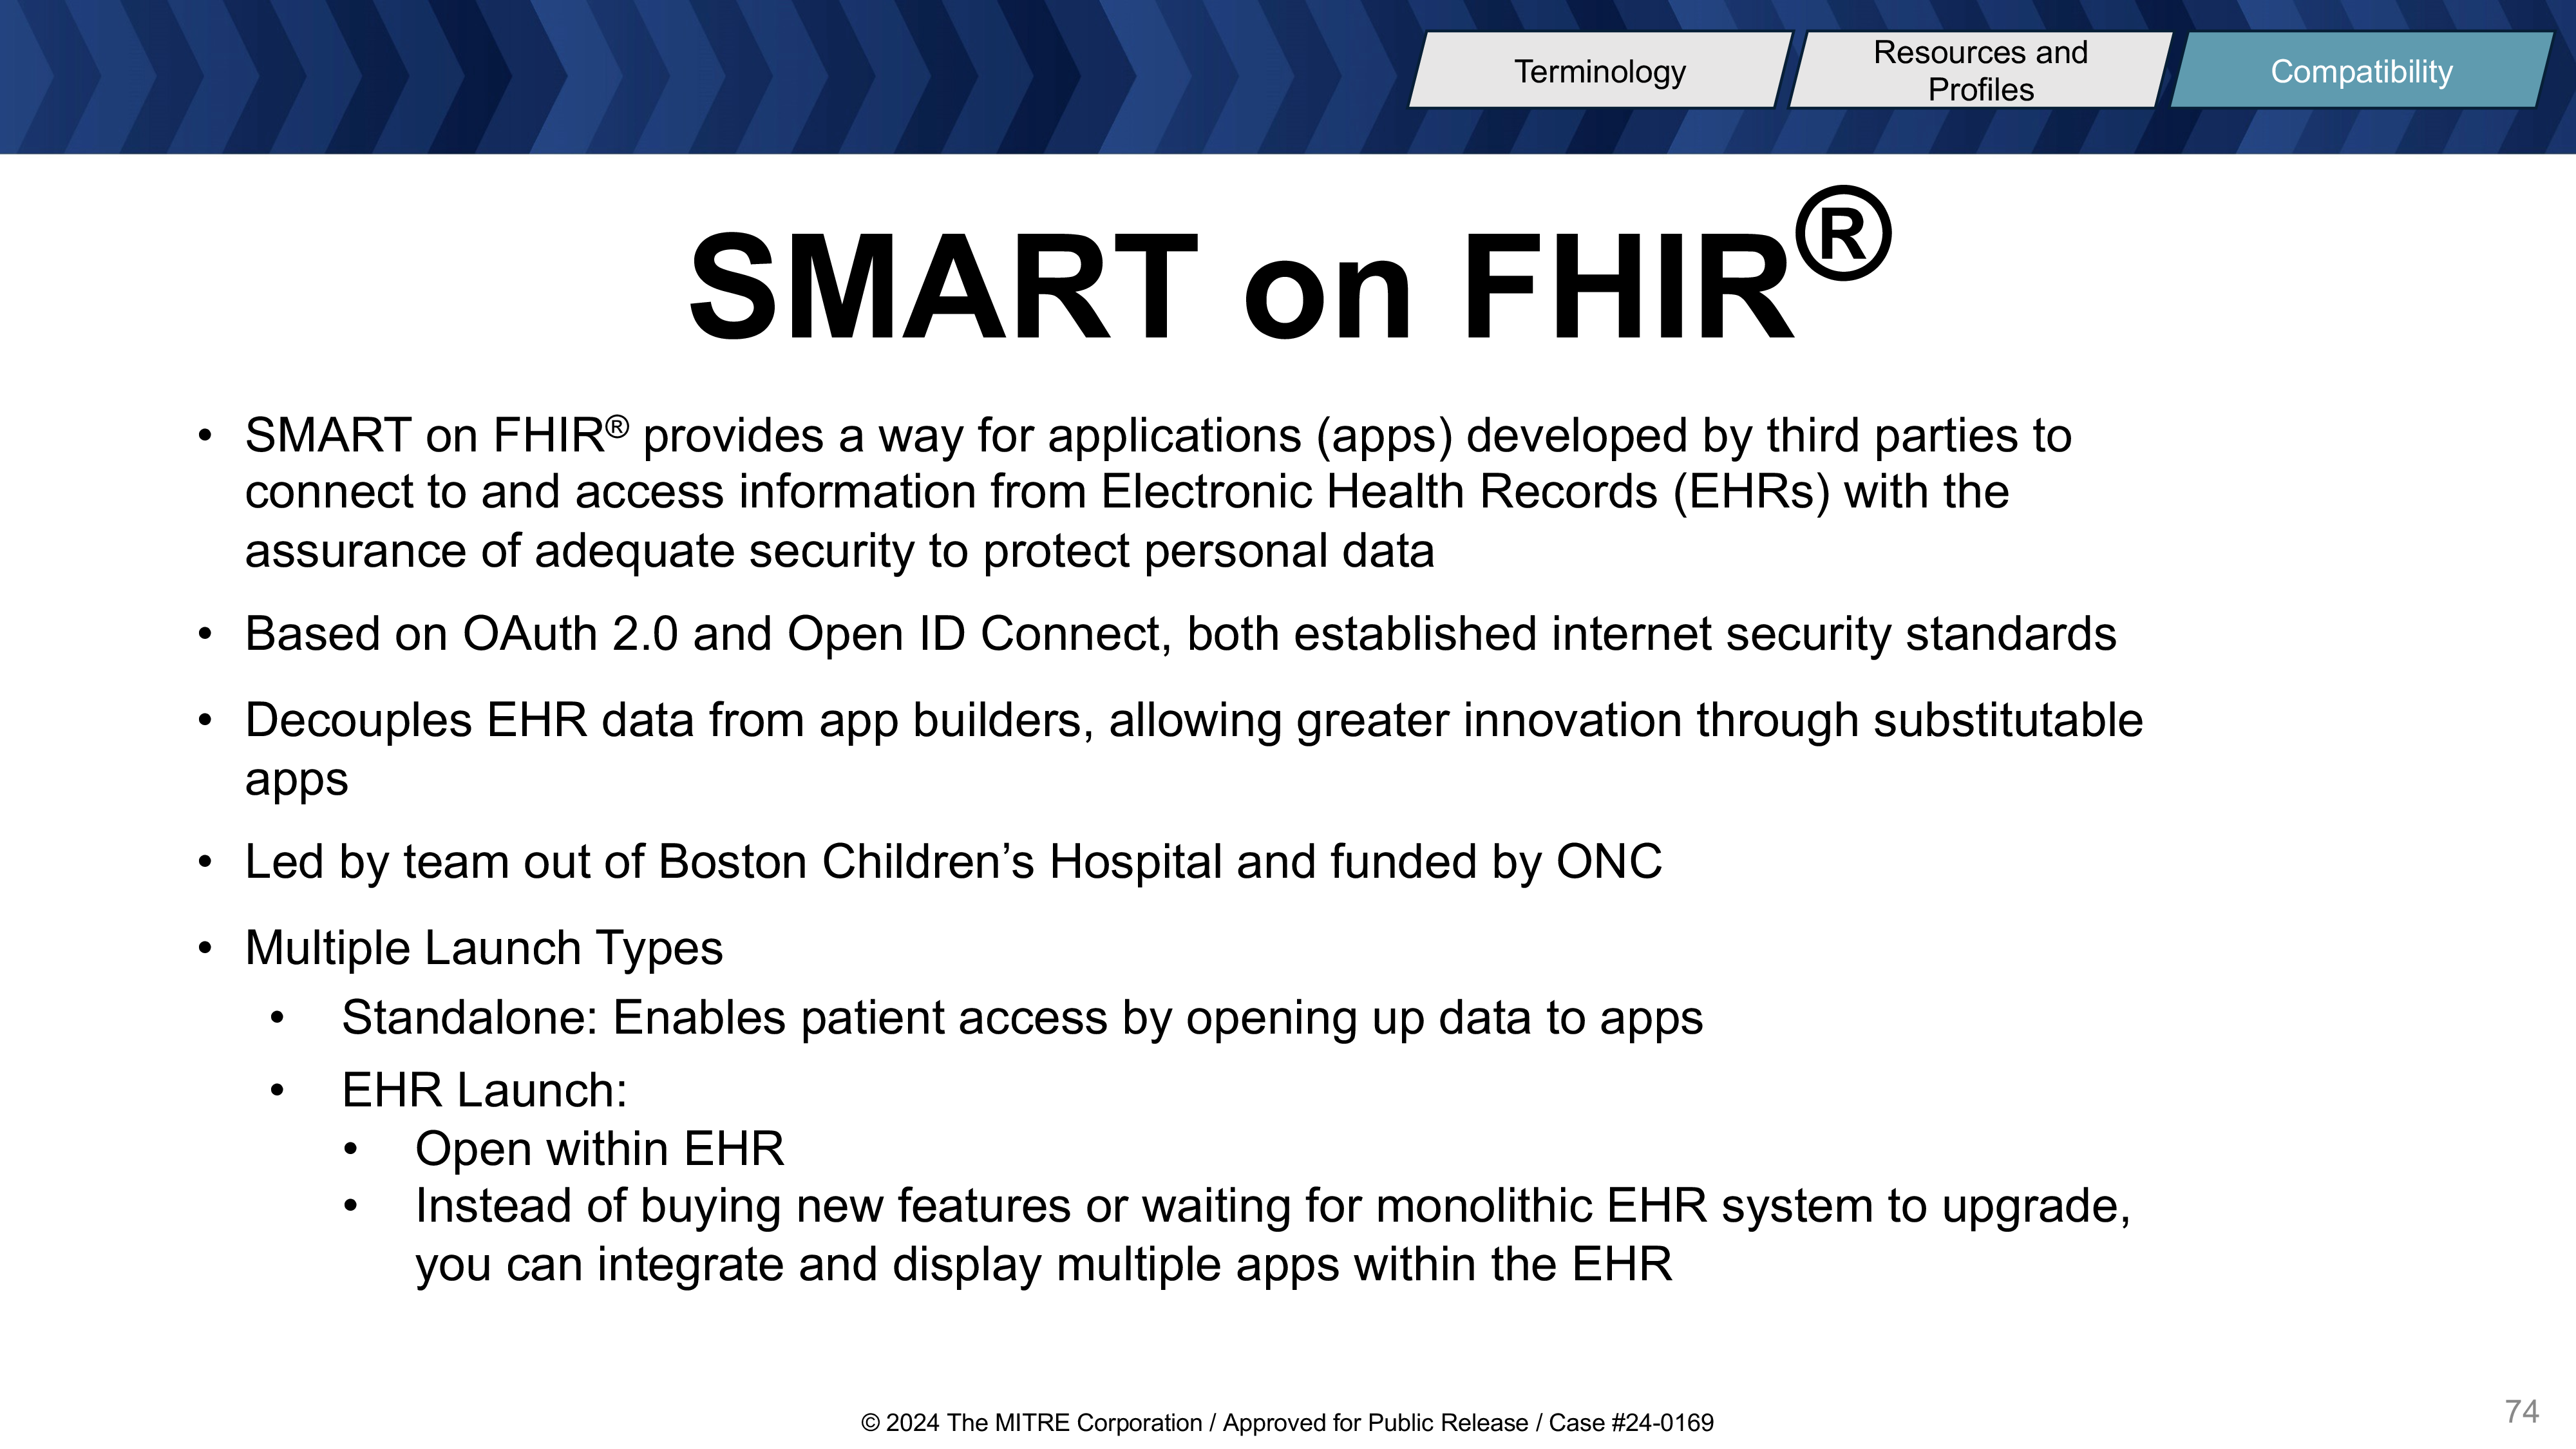 Terminology
Resources and
Profiles
Compatibility
SMART on FHIR®
• SMART on FHIR® provides a way for applications (apps) developed by third parties to
connect to and access information from Electronic Health Records (EHRs) with the
assurance of adequate security to protect personal data
• Based on OAuth 2.0 and Open ID Connect, both established internet security standards
• Decouples EHR data from app builders, allowing greater innovation through substitutable
apps
• Led by team out of Boston Children’s Hospital and funded by ONC
• Multiple Launch Types
• Standalone: Enables patient access by opening up data to apps
• EHR Launch:
• Open within EHR
• Instead of buying new features or waiting for monolithic EHR system to upgrade,
you can integrate and display multiple apps within the EHR
© 2024 The MITRE Corporation / Approved for Public Release / Case #24-0169
74